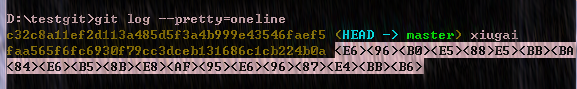 D:\testgit>git log --pretty=oneline
c32c8a11ef2d113a485d5f3a4b999e43546faef5 (HEAD -> master) xiugai
faa565f6fc6930f79cc3dceb131686c1cb224b0a <E6><96><B0><E5><88><E5><BB><BA
<84><E6><B5><8B><E8><AF><95><E6><96><87><E4><BB><B6>